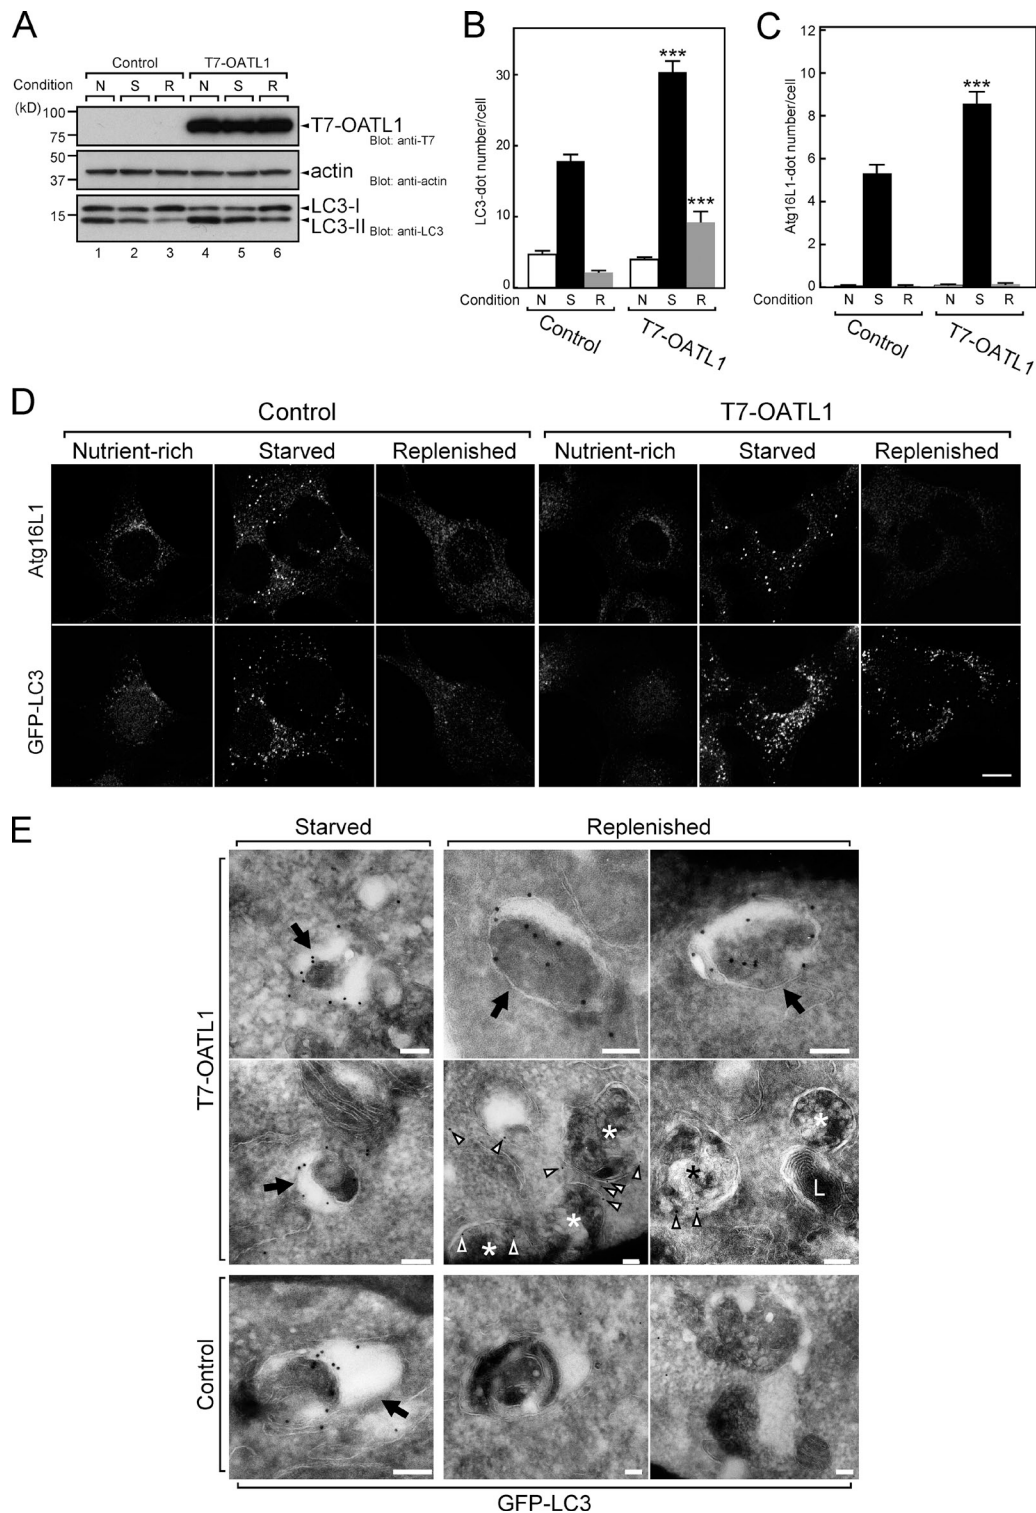 A
Control
T7-OATL1
Condition
N
S
R
N
S
R
(kD)
100
75
T7-OATL1
Blot: anti-T7
50
37
actin
Blot: anti-actin
15
LC3-I
LC3-II
Blot: anti-LC3
1
2
3
4
5
6
B
LC3-dot number/cell
30
20
10
0
***
***
Condition
N
S
R
N
S
R
Control
T7-OATL1
C
Atg16L1-dot number/cell
12
10
8
6
4
2
0
***
Condition
N
S
R
N
S
R
Control
T7-OATL1
D
Control
T7-OATL1
Nutrient-rich
Starved
Replenished
Nutrient-rich
Starved
Replenished
Atg16L1
GFP-LC3
E
Starved
Replenished
T7-OATL1
*
*
*
*
*
L
Control
GFP-LC3